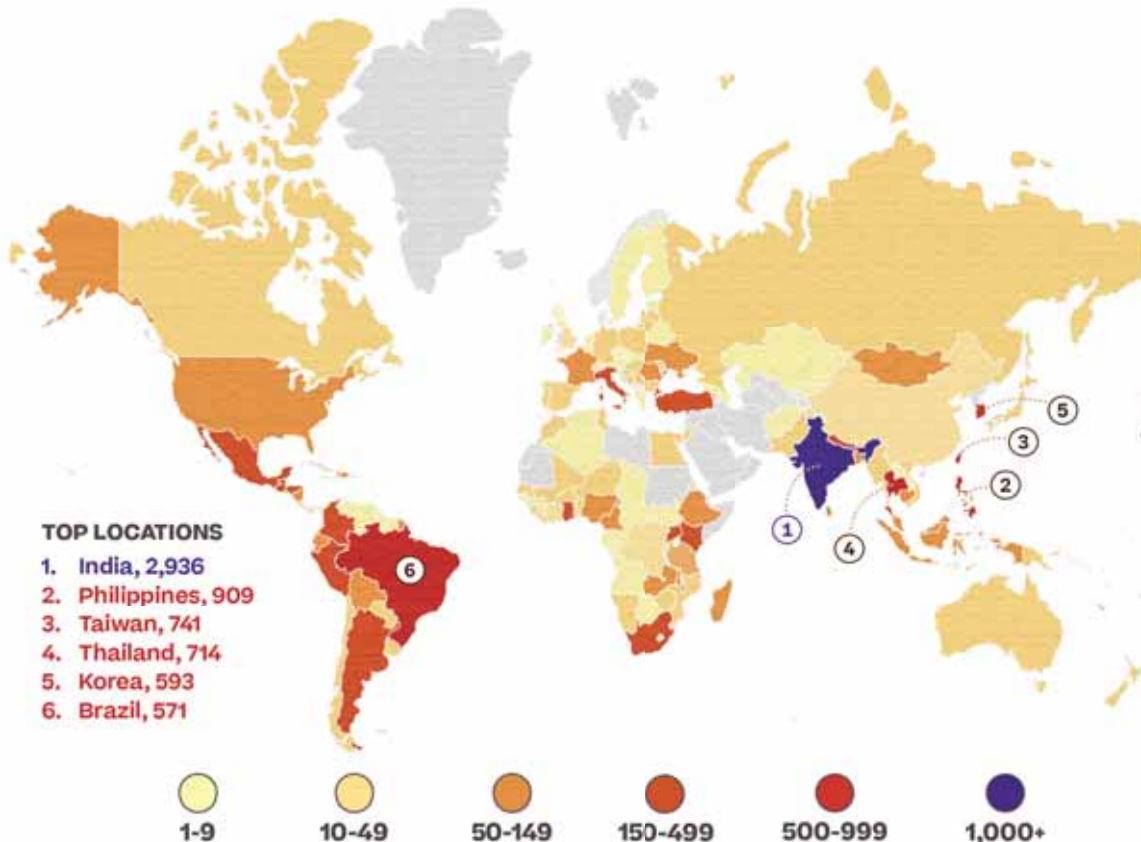 5
3
2
1
4
6
TOP LOCATIONS
1. India, 2,936
2. Philippines, 909
3. Taiwan, 741
4. Thailand, 714
5. Korea, 593
6. Brazil, 571
1-9
10-49
50-149
150-499
500-999
1,000+